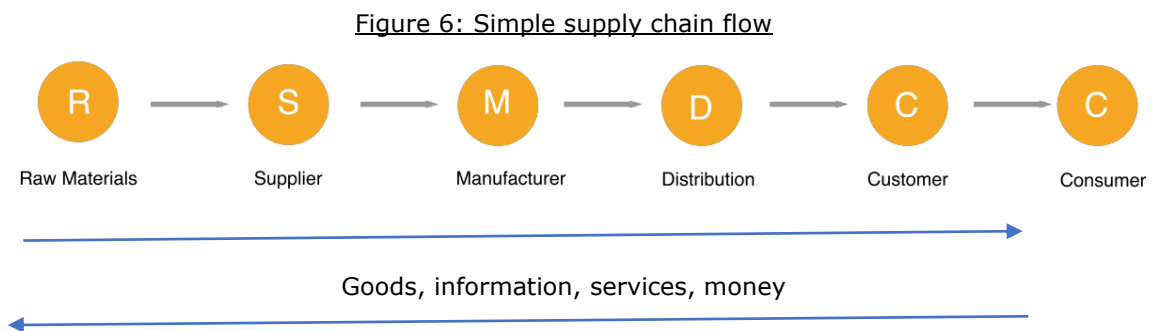 Figure 6: Simple supply chain flow
R S M D C C
Raw Materials Supplier Manufacturer Distribution Customer Consumer
Goods, information, services, money